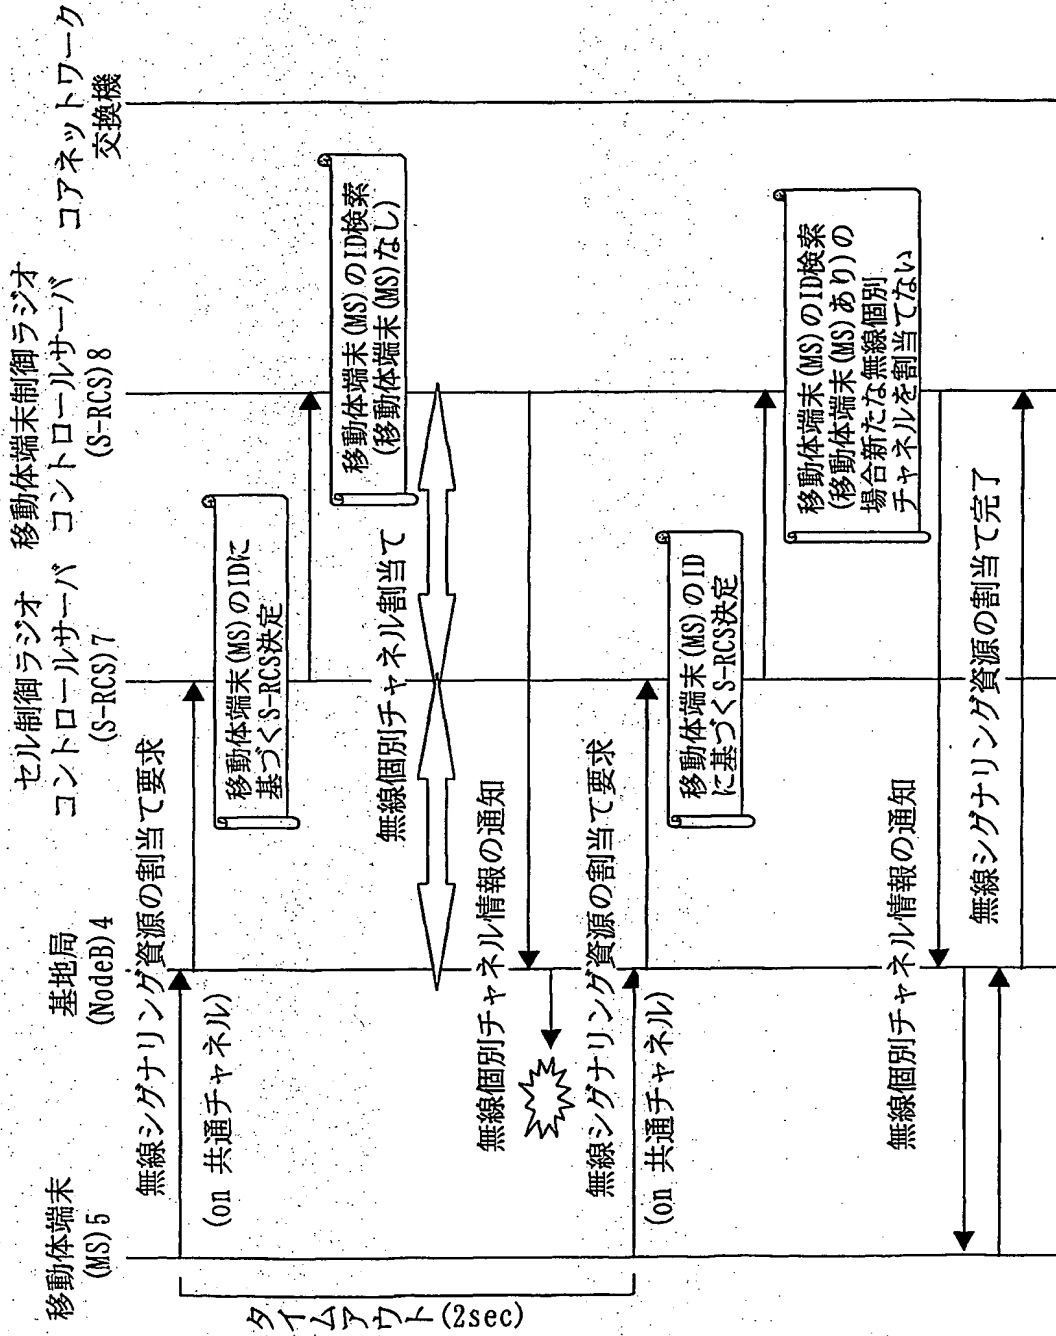 移動体端末
(MS)5
基地局
(NodeB)4
セル制御ラジオ
コントロールサーバ
(S-RCS)7
移動体端末制御ラジオ
コントロールサーバ
(S-RCS)8
コアネットワーク
交換機
無線シグナリング資源の割当て要求
(on 共通チャネル)
移動体端末(MS)のIDに
基づくS-RCS決定
移動体端末(MS)のID検索
(移動体端末(MS)なし)
無線個別チャネル割当て
無線個別チャネル情報の通知
タイムアウト(2sec)
無線シグナリング資源の割当て要求
(on 共通チャネル)
移動体端末(MS)のID
に基づくS-RCS決定
移動体端末(MS)のID検索
(移動体端末(MS)あり)の
場合新たな無線個別
チャネルを割当てない
無線個別チャネル情報の通知
無線シグナリング資源の割当て完了